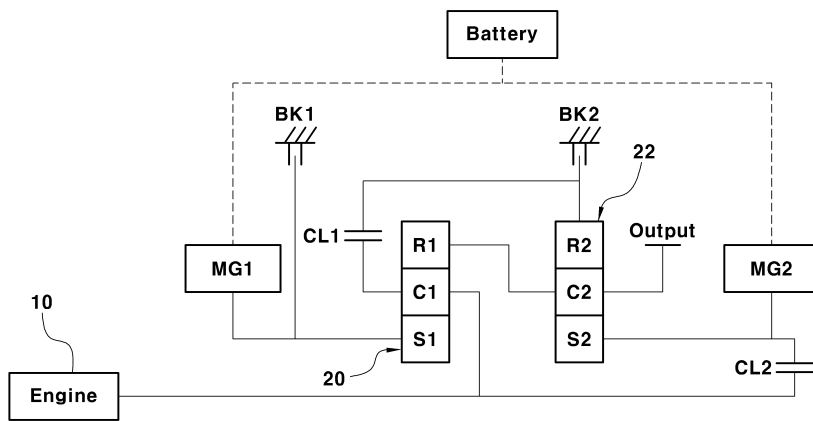 Battery
BK1
BK2
22
CL1
R1
R2
Output
MG1
MG2
C1
C2
10
S1
S2
20
CL2
Engine